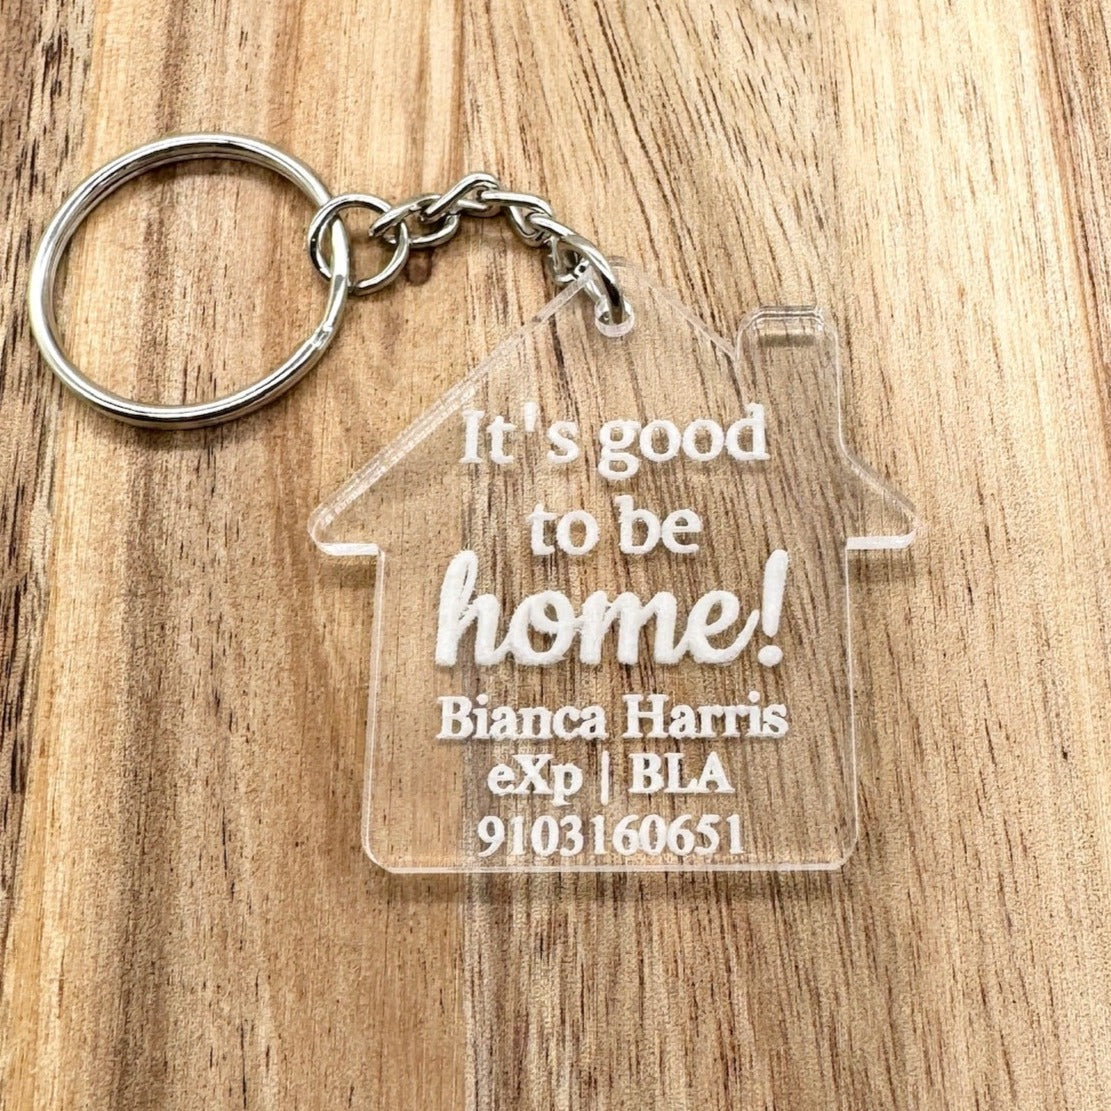 It's good
to be
home!
Bianca Harris
eXp | BLA
9103160651